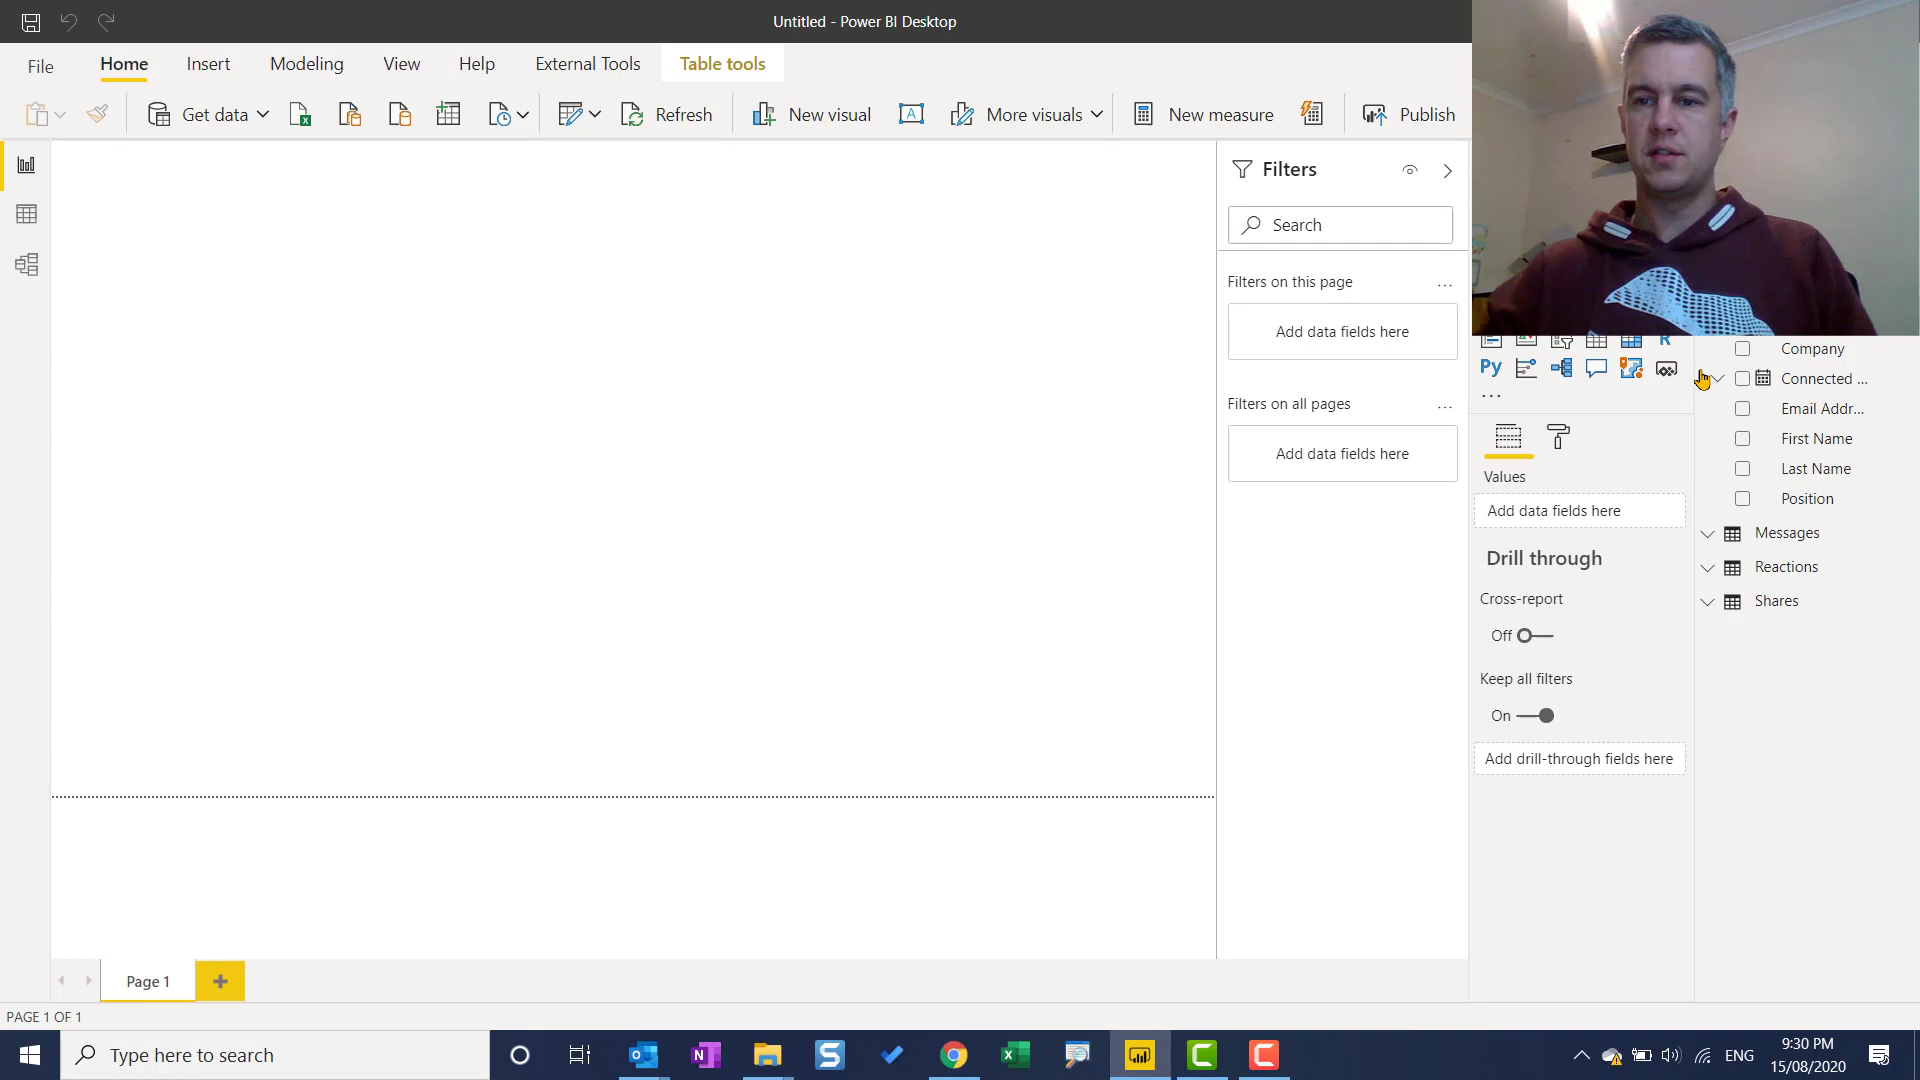 Untitled - Power BI Desktop
File
Home
Insert
Modeling
View
Help
External Tools
Table tools
Get data
Refresh
New visual
More visuals
New measure
Publish
Filters
Search
Filters on this page
...
Add data fields here
Filters on all pages
...
Add data fields here
R
Py
...
Values
Add data fields here
Drill through
Cross-report
Off
Keep all filters
On
Add drill-through fields here
Company
Connected ...
Email Addr...
First Name
Last Name
Position
Messages
Reactions
Shares
Page 1
PAGE 1 OF 1
Type here to search
ENG
9:30 PM
15/08/2020